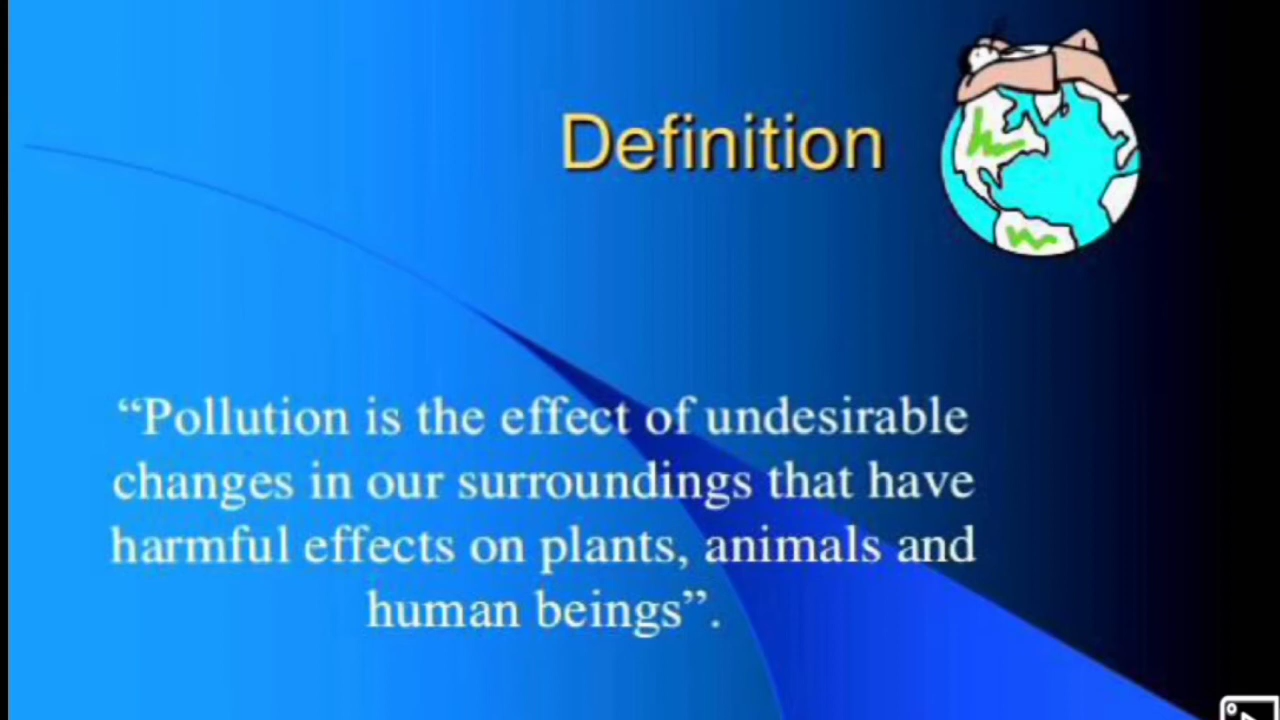 Definition
“Pollution is the effect of undesirable
changes in our surroundings that have
harmful effects on plants, animals and
human beings”.